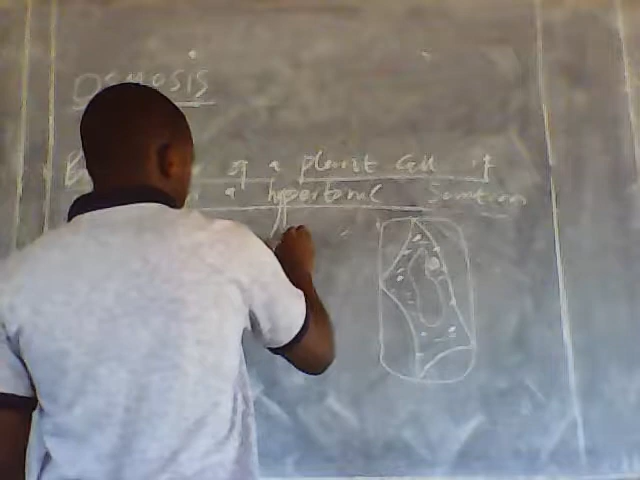 OSMOSIS
of a plant Cell if
a hypertonic Solution